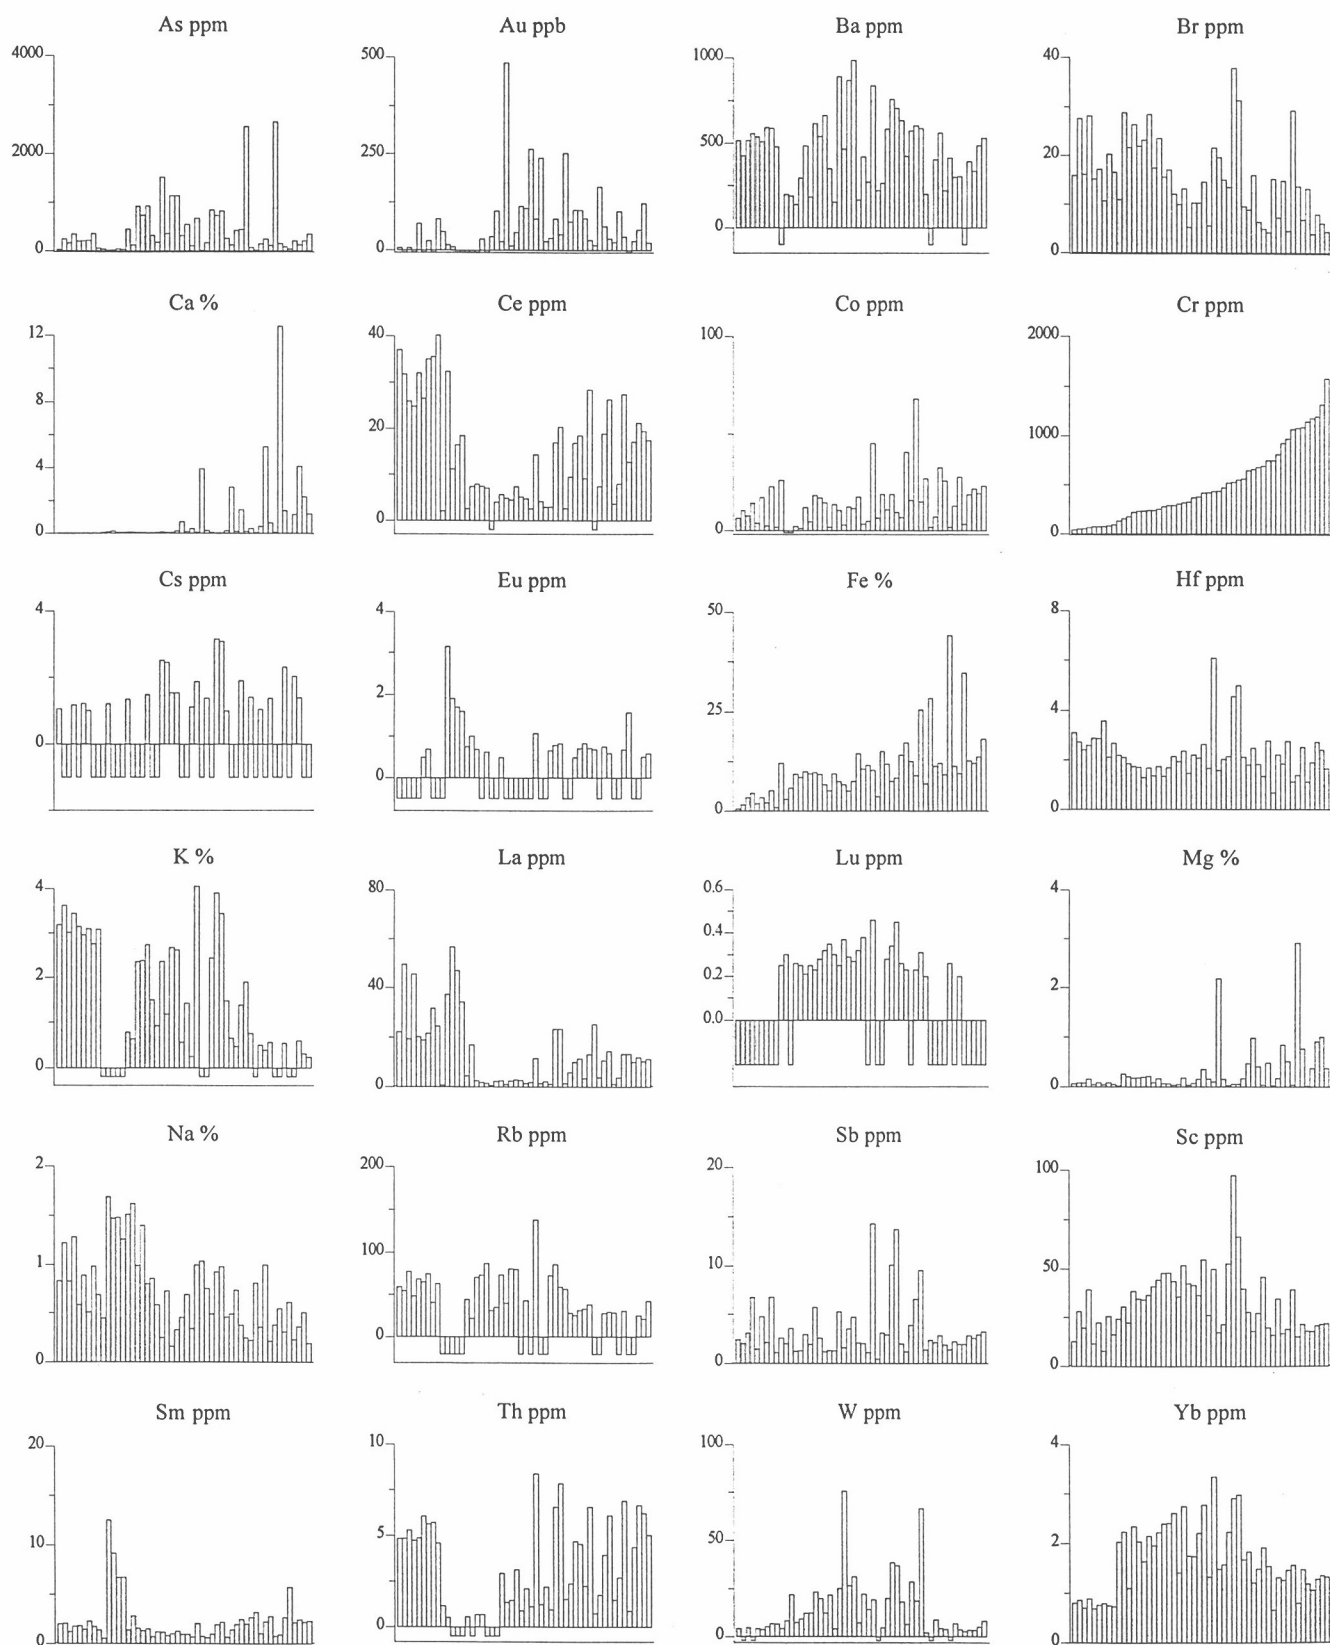 As ppm Au ppb Ba ppm Br ppm
4000 500 1000 40
2000 250 500 20
0 0 0 0
Ca % Ce ppm Co ppm Cr ppm
12 40 100 2000
8
4 20 1000
0 0 0 0
Cs ppm Eu ppm Fe % Hf ppm
4 4 50 8
2 25 4
0 0 0 0
K % La ppm Lu ppm Mg %
4 80 0.6 4
2 40 0.4 2
0.2
0 0 0.0 0
Na % Rb ppm Sb ppm Sc ppm
2 200 20 100
1 100 10 50
0 0 0 0
Sm ppm Th ppm W ppm Yb ppm
20 10 100 4
10 5 50 2
0 0 0 0